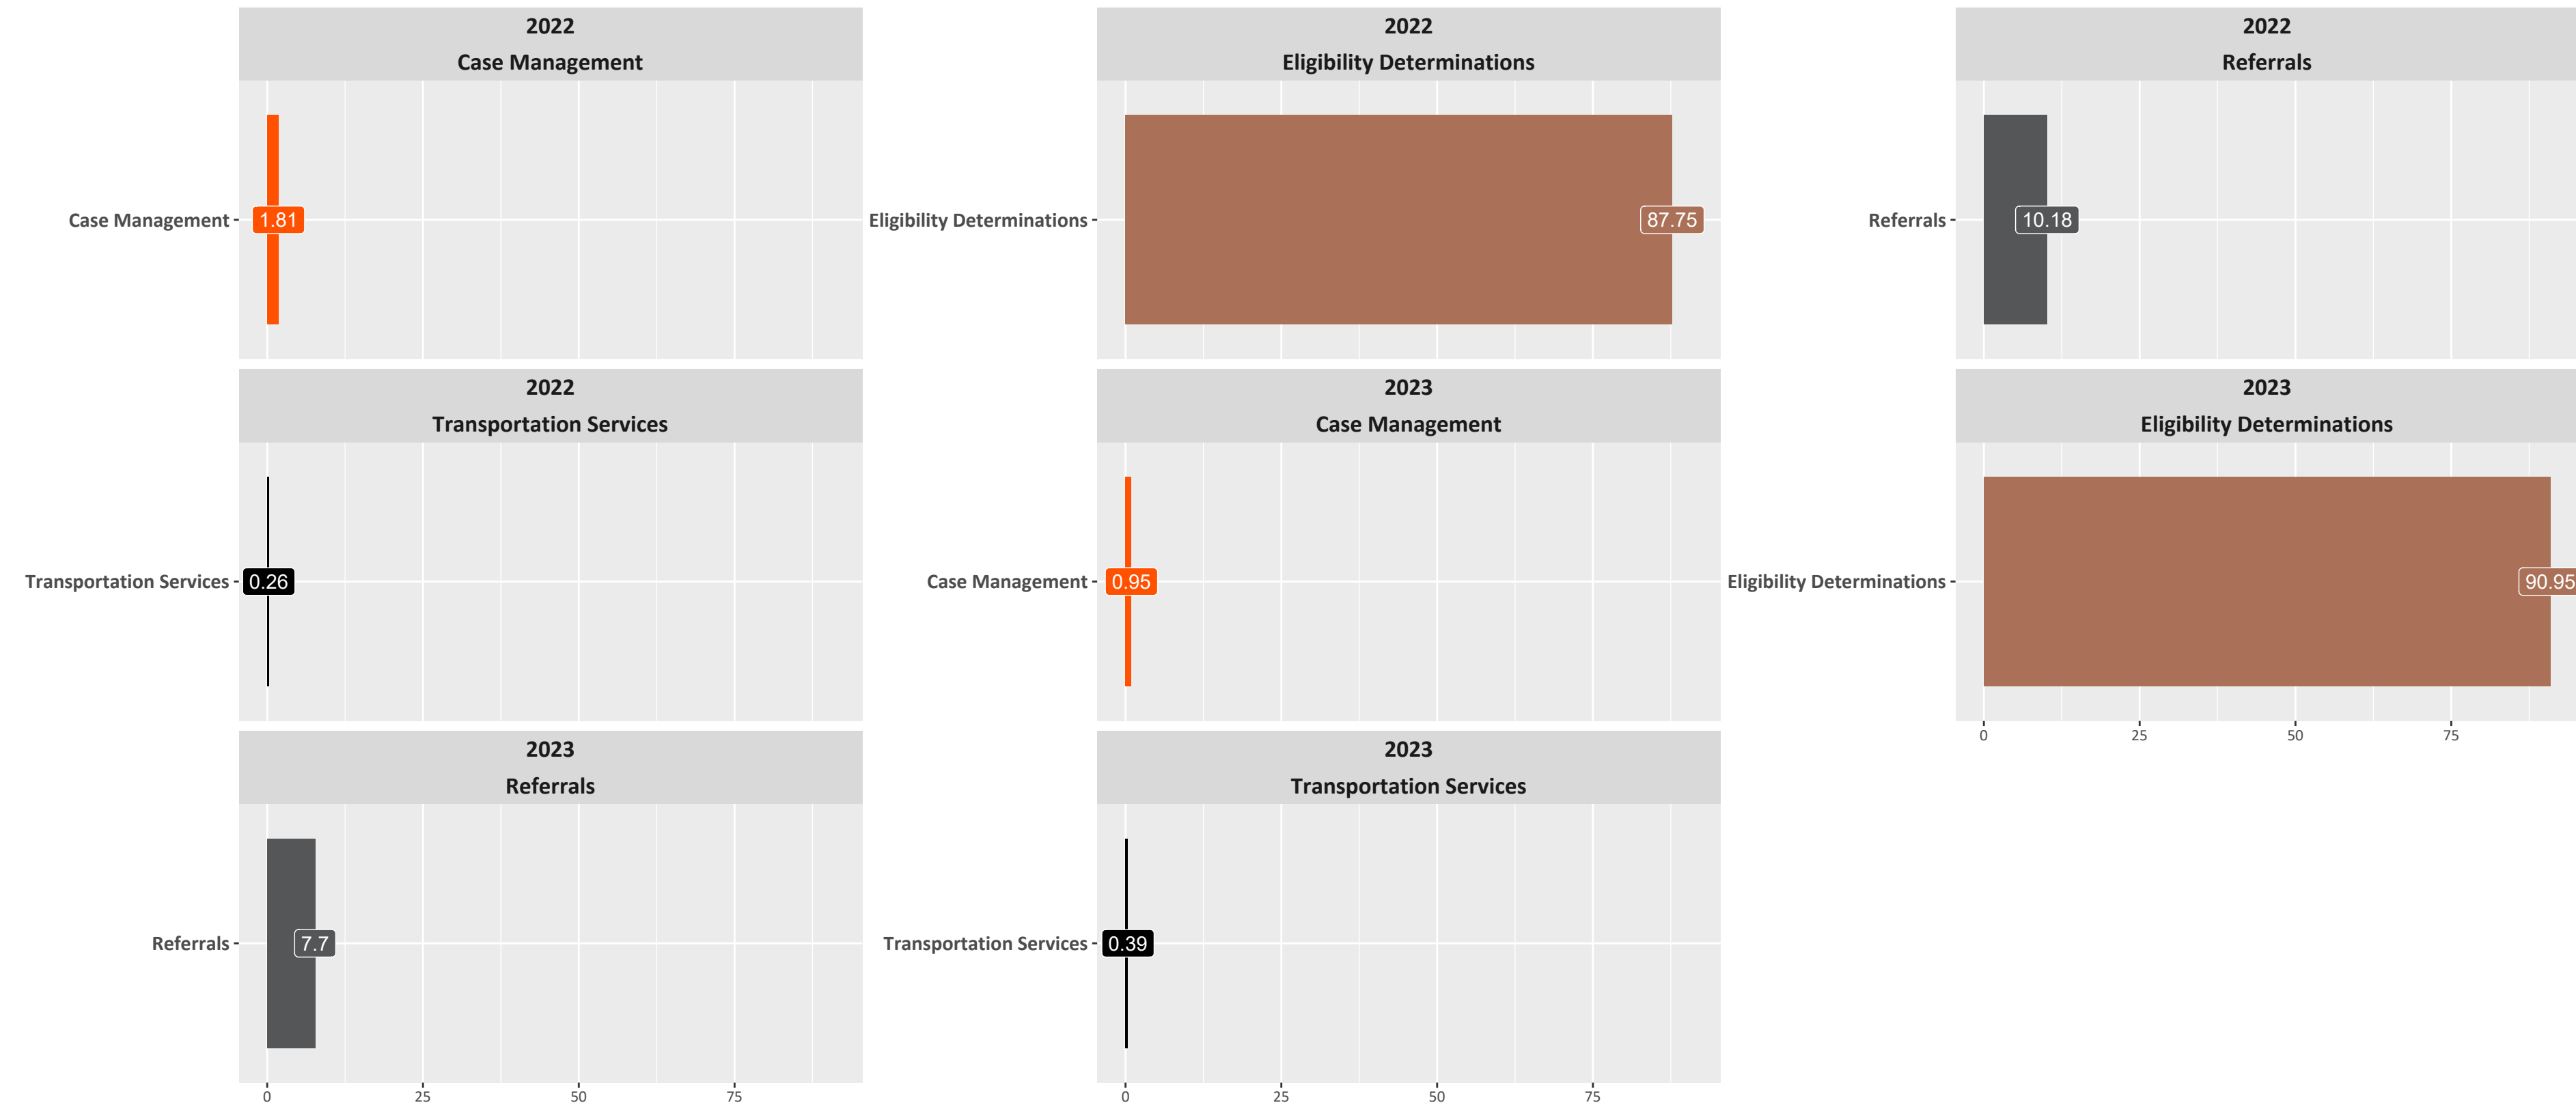 2022
Case Management
Case Management
1.81
2022
Eligibility Determinations
Eligibility Determinations
87.75
2022
Referrals
Referrals
10.18
2022
Transportation Services
Transportation Services
0.26
2023
Case Management
Case Management
0.95
2023
Eligibility Determinations
Eligibility Determinations
90.95
0 25 50 75
2023
Referrals
Referrals
7.7
0 25 50 75
2023
Transportation Services
Transportation Services
0.39
0 25 50 75